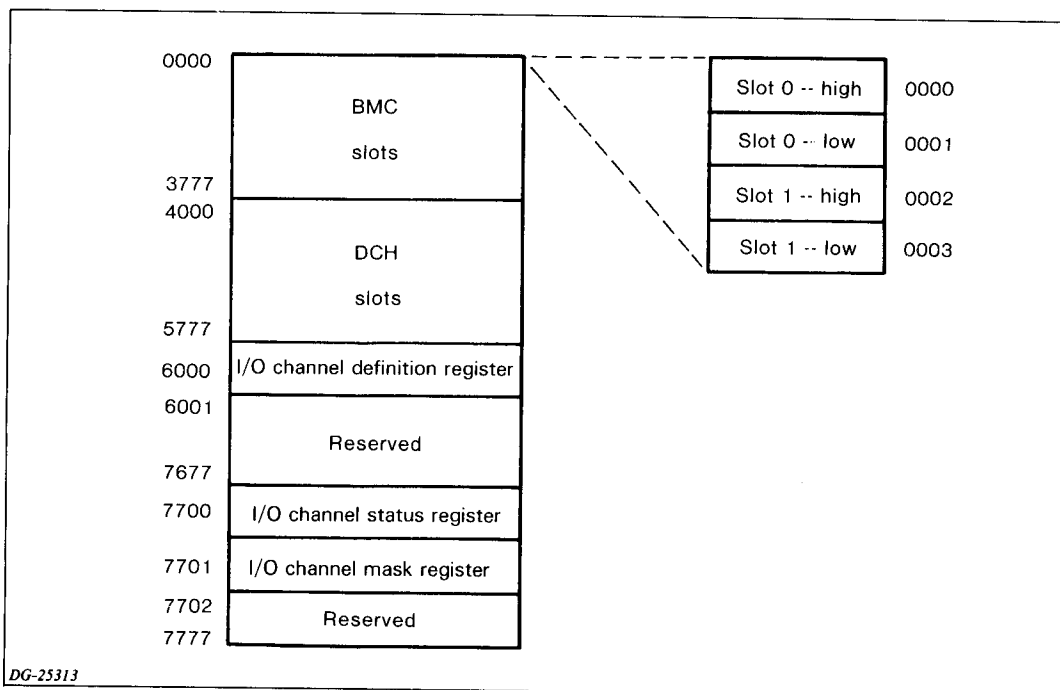 0000
BMC
slots
3777
4000
DCH
slots
5777
6000 I/O channel definition register
6001
Reserved
7677
7700 I/O channel status register
7701 I/O channel mask register
7702
Reserved
7777
Slot 0 -- high 0000
Slot 0 -- low 0001
Slot 1 -- high 0002
Slot 1 -- low 0003
DG-25313